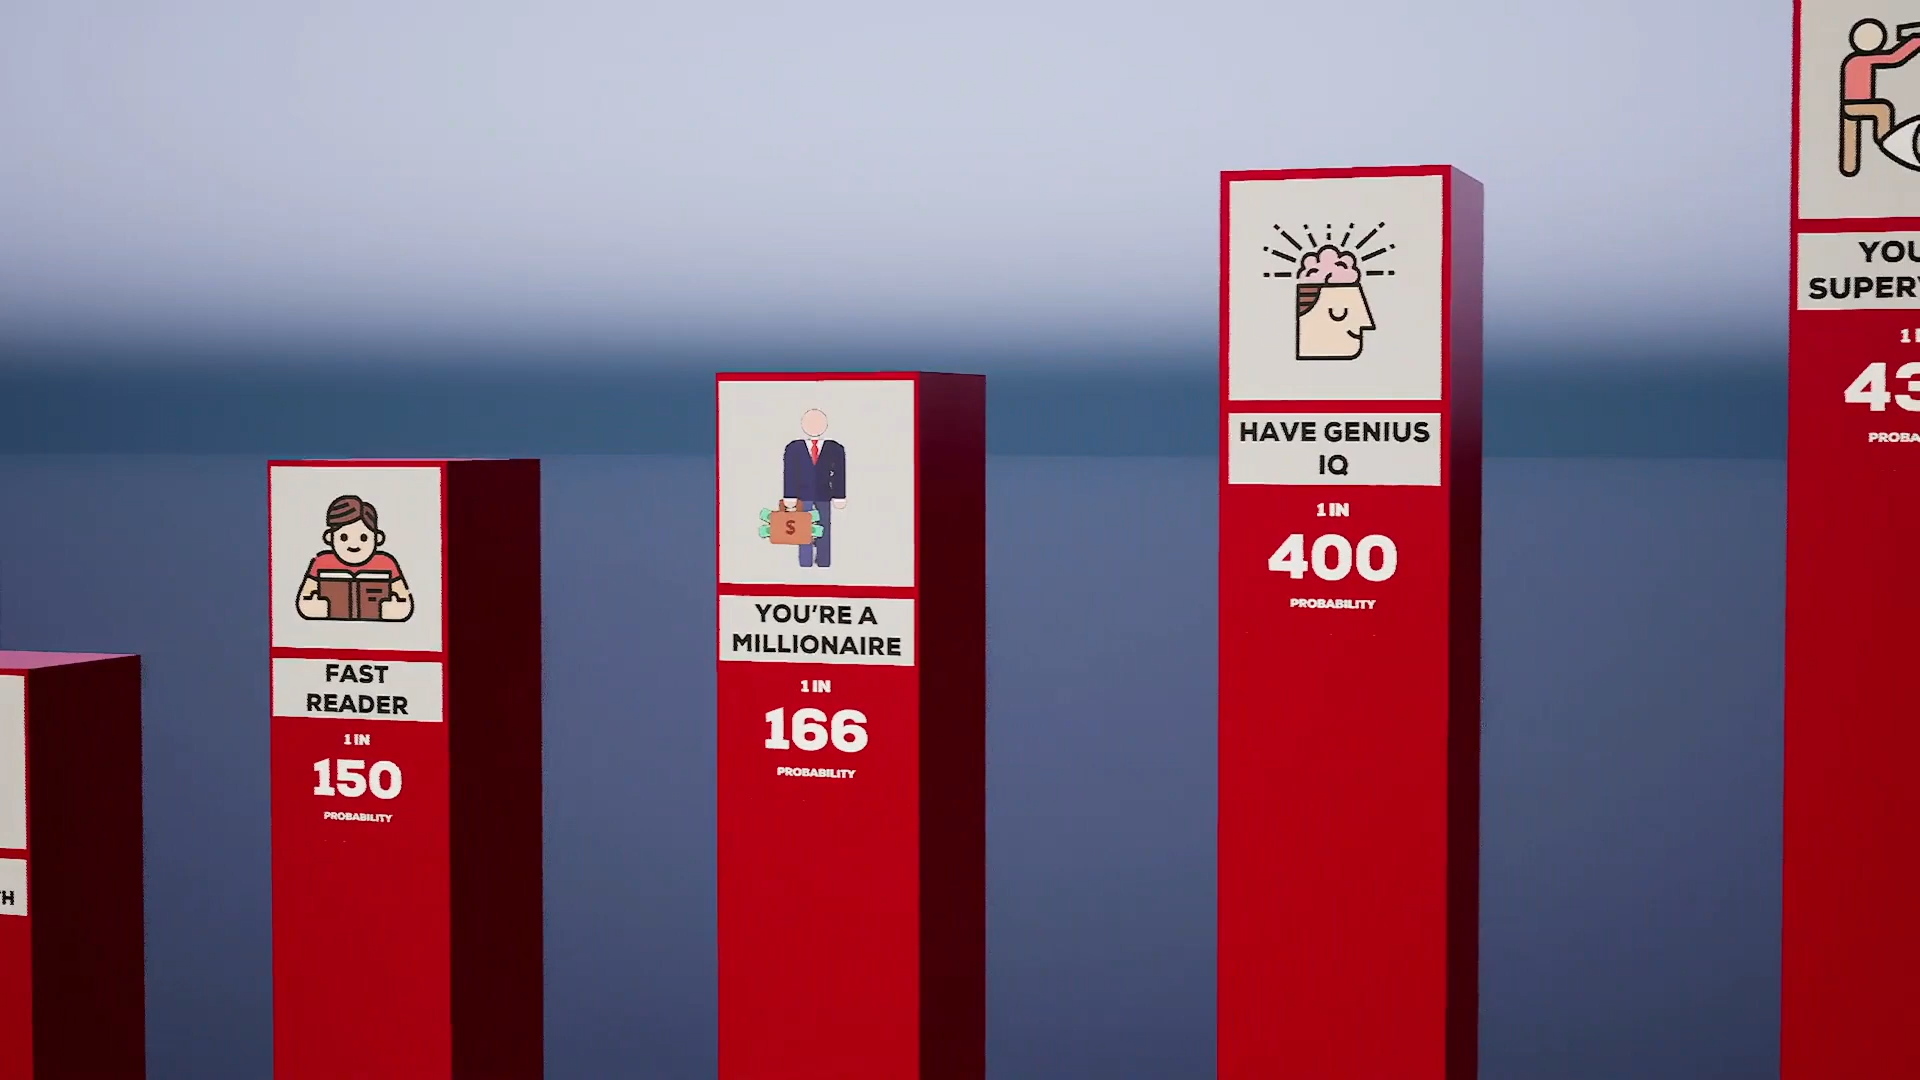 FAST
READER
1 IN
150
PROBABILITY
YOU'RE A
MILLIONAIRE
1 IN
166
PROBABILITY
HAVE GENIUS
IQ
1 IN
400
PROBABILITY